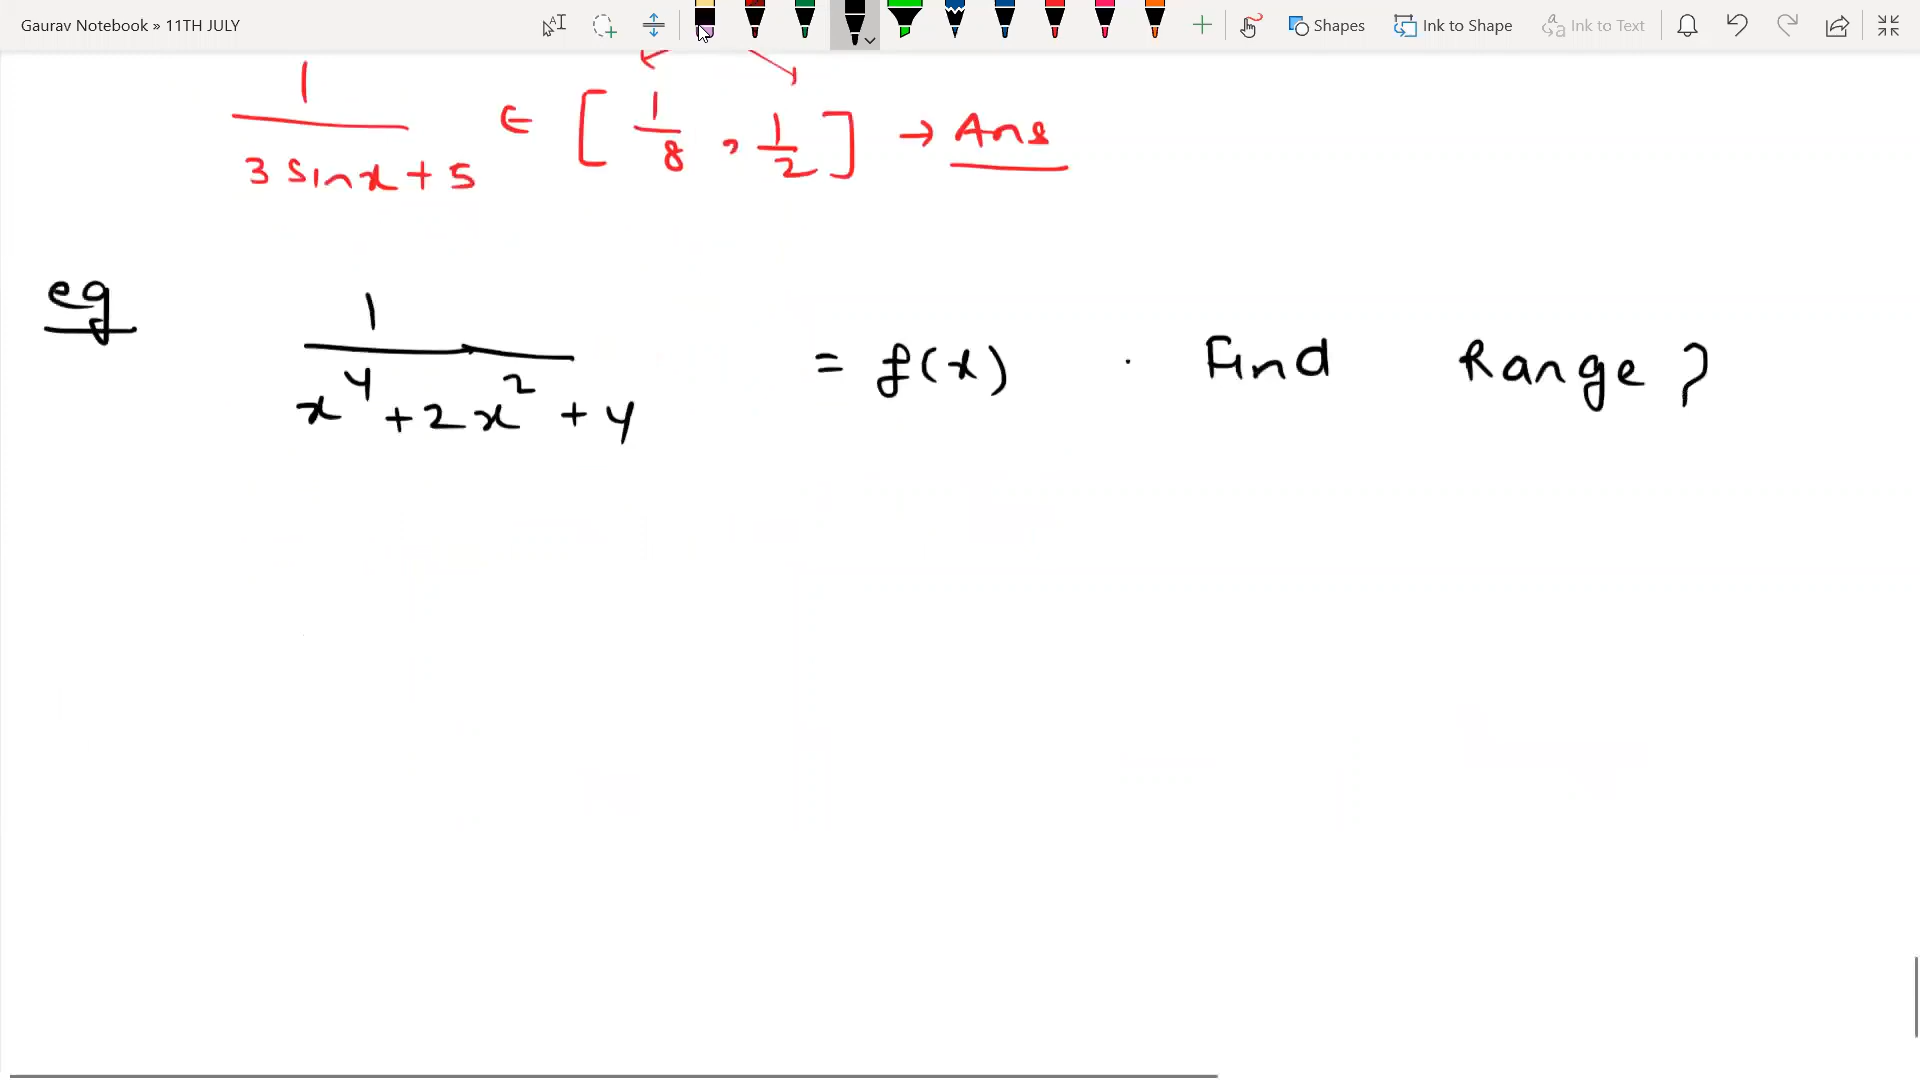 Gaurav Notebook » 11TH JULY
Shapes
Ink to Shape
Ink to Text
1/(3 sinx + 5) ∈ [1/8, 1/2] → Ans
eg 1/(x⁴ + 2x² + 4) = f(x) . Find Range ?